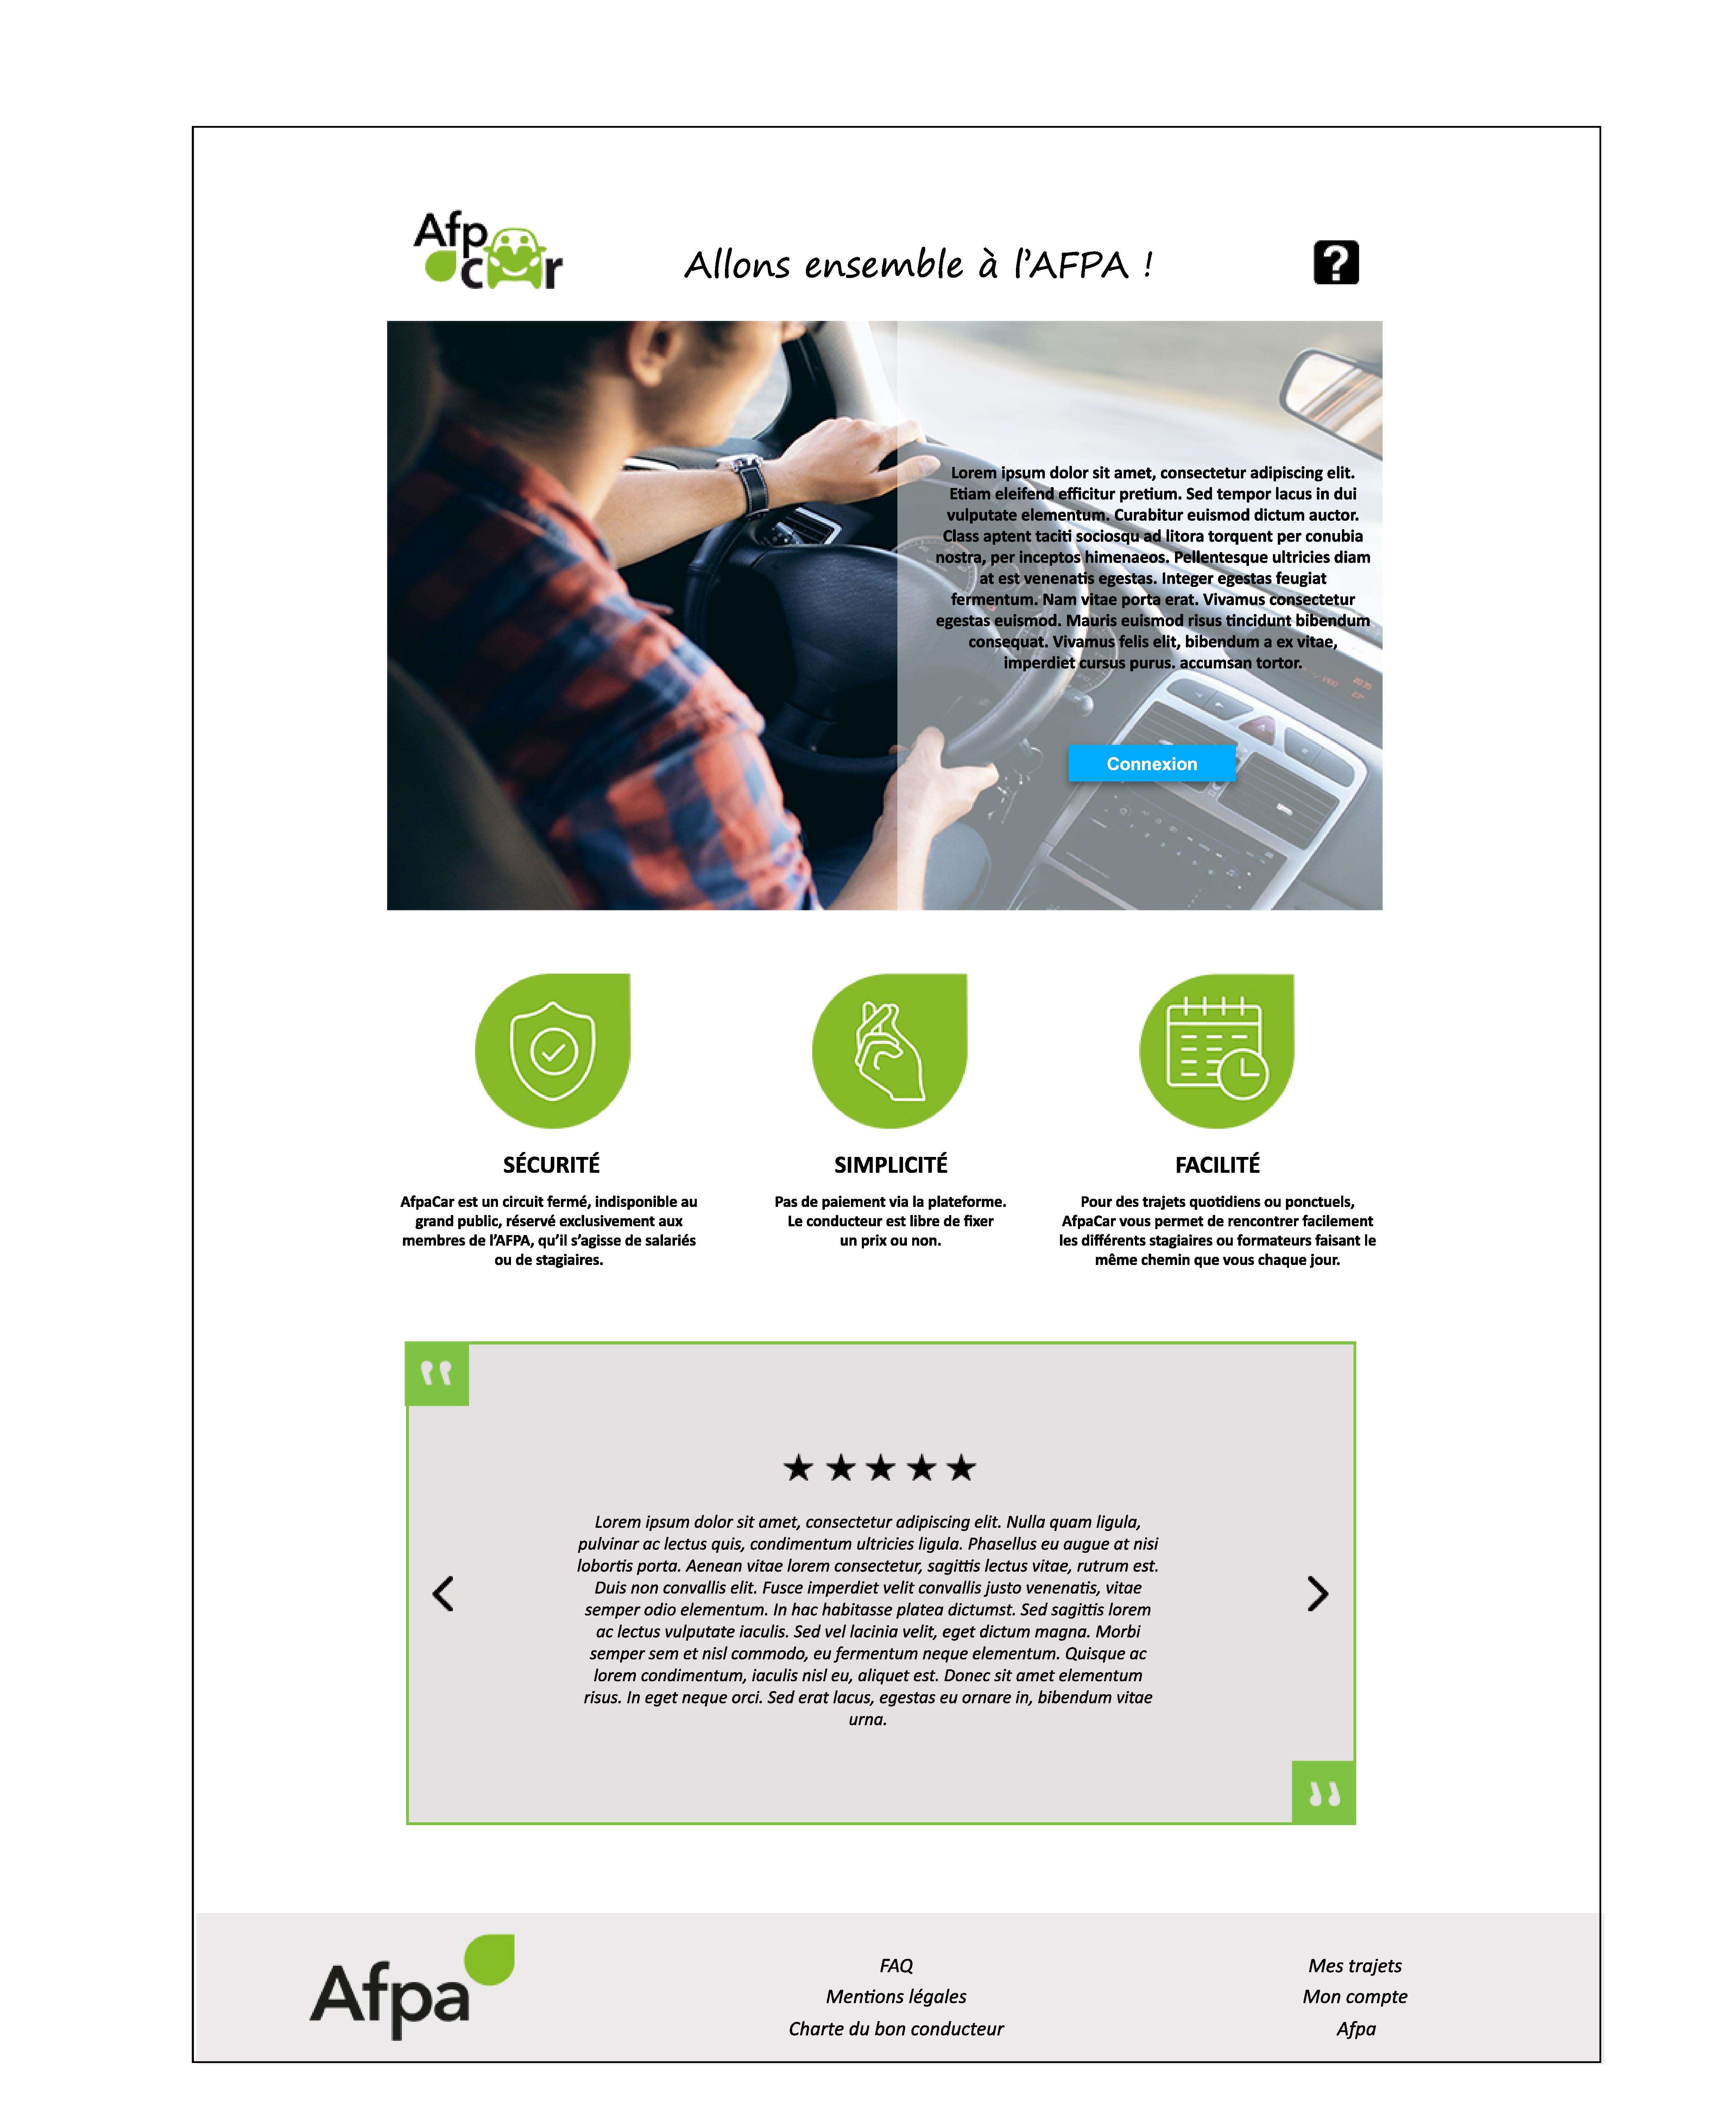 Afp
car
Allons ensemble à l'AFPA !
?
Lorem ipsum dolor sit amet, consectetur adipiscing elit.
Etiam eleifend efficitur pretium. Sed tempor lacus in dui
vulputate elementum. Curabitur euismod dictum auctor.
Class aptent taciti sociosqu ad litora torquent per conubia
nostra, per inceptos himenaeos. Pellentesque ultricies diam
at est venenatis egestas. Integer egestas feugiat
fermentum. Nam vitae porta erat. Vivamus consectetur
egestas euismod. Mauris euismod risus tincidunt bibendum
consequat. Vivamus felis elit, bibendum a ex vitae,
imperdiet cursus purus. accumsan tortor.
Connexion
SÉCURITÉ
AfpaCar est un circuit fermé, indisponible au
grand public, réservé exclusivement aux
membres de l'AFPA, qu'il s'agisse de salariés
ou de stagiaires.
SIMPLICITÉ
Pas de paiement via la plateforme.
Le conducteur est libre de fixer
un prix ou non.
FACILITÉ
Pour des trajets quotidiens ou ponctuels,
AfpaCar vous permet de rencontrer facilement
les différents stagiaires ou formateurs faisant le
même chemin que vous chaque jour.
Lorem ipsum dolor sit amet, consectetur adipiscing elit. Nulla quam ligula,
pulvinar ac lectus quis, condimentum ultricies ligula. Phasellus eu augue at nisi
lobortis porta. Aenean vitae lorem consectetur, sagittis lectus vitae, rutrum est.
Duis non convallis elit. Fusce imperdiet velit convallis justo venenatis, vitae
semper odio elementum. In hac habitasse platea dictumst. Sed sagittis lorem
ac lectus vulputate iaculis. Sed vel lacinia velit, eget dictum magna. Morbi
semper sem et nisl commodo, eu fermentum neque elementum. Quisque ac
lorem condimentum, iaculis nisl eu, aliquet est. Donec sit amet elementum
risus. In eget neque orci. Sed erat lacus, egestas eu ornare in, bibendum vitae
urna.
Afpa
FAQ
Mentions légales
Charte du bon conducteur
Mes trajets
Mon compte
Afpa